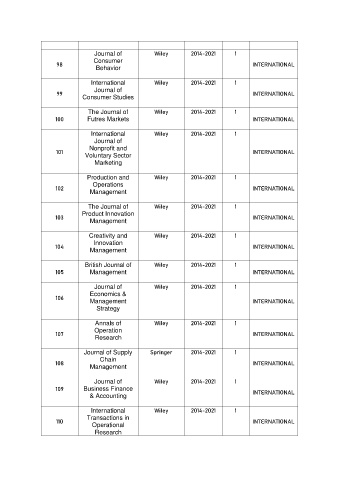 98 Journal of Consumer Behavior Wiley 2014-2021 1 INTERNATIONAL
99 International Journal of Consumer Studies Wiley 2014-2021 1 INTERNATIONAL
100 The Journal of Futres Markets Wiley 2014-2021 1 INTERNATIONAL
101 International Journal of Nonprofit and Voluntary Sector Marketing Wiley 2014-2021 1 INTERNATIONAL
102 Production and Operations Management Wiley 2014-2021 1 INTERNATIONAL
103 The Journal of Product Innovation Management Wiley 2014-2021 1 INTERNATIONAL
104 Creativity and Innovation Management Wiley 2014-2021 1 INTERNATIONAL
105 British Journal of Management Wiley 2014-2021 1 INTERNATIONAL
106 Journal of Economics & Management Strategy Wiley 2014-2021 1 INTERNATIONAL
107 Annals of Operation Research Wiley 2014-2021 1 INTERNATIONAL
108 Journal of Supply Chain Management Springer 2014-2021 1 INTERNATIONAL
109 Journal of Business Finance & Accounting Wiley 2014-2021 1 INTERNATIONAL
110 International Transactions in Operational Research Wiley 2014-2021 1 INTERNATIONAL